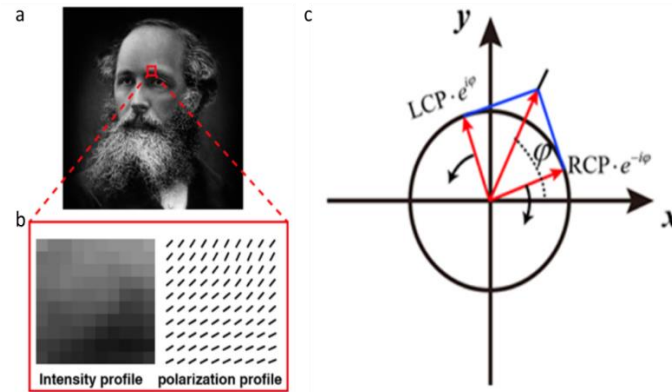 a
b
Intensity profile
polarization profile
c
y
LCP · e^{iφ}
φ
RCP · e^{-iφ}
x